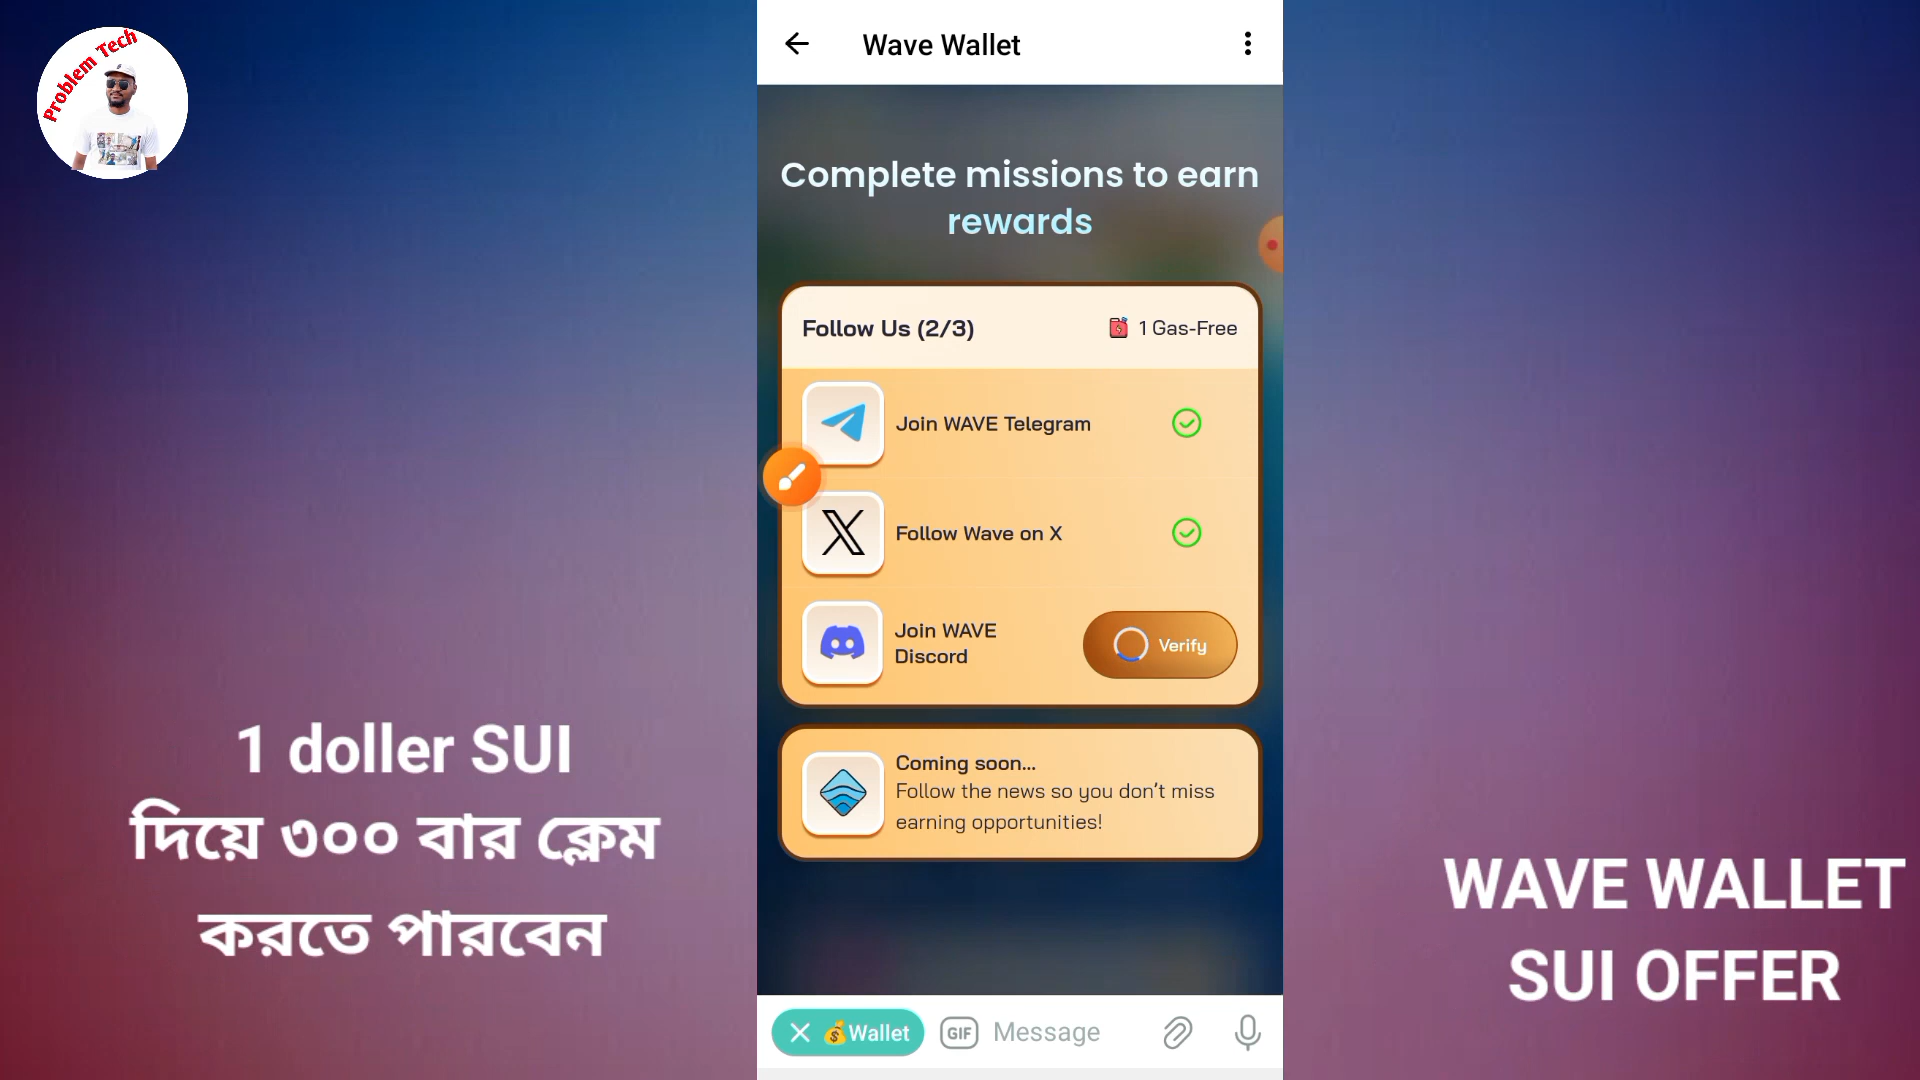 Problem Tech
Wave Wallet
Complete missions to earn
rewards
Follow Us (2/3)
1 Gas-Free
Join WAVE Telegram
Follow Wave on X
Join WAVE
Discord
Verify
Coming soon...
Follow the news so you don't miss
earning opportunities!
1 doller SUI
দিয়ে ৩০০ বার ক্লেম
করতে পারবেন
WAVE WALLET
SUI OFFER
Wallet
GIF
Message